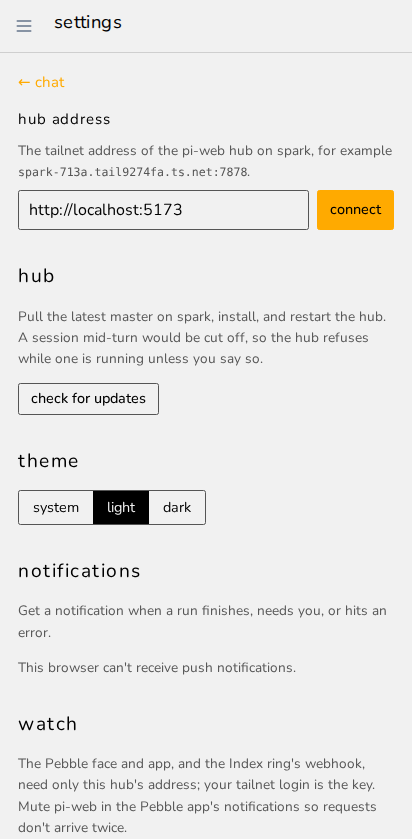 settings
← chat
hub address
The tailnet address of the pi-web hub on spark, for example
spark-713a.tail9274fa.ts.net:7878.
http://localhost:5173
connect
hub
Pull the latest master on spark, install, and restart the hub.
A session mid-turn would be cut off, so the hub refuses
while one is running unless you say so.
check for updates
theme
system light dark
notifications
Get a notification when a run finishes, needs you, or hits an
error.
This browser can't receive push notifications.
watch
The Pebble face and app, and the Index ring's webhook,
need only this hub's address; your tailnet login is the key.
Mute pi-web in the Pebble app's notifications so requests
don't arrive twice.